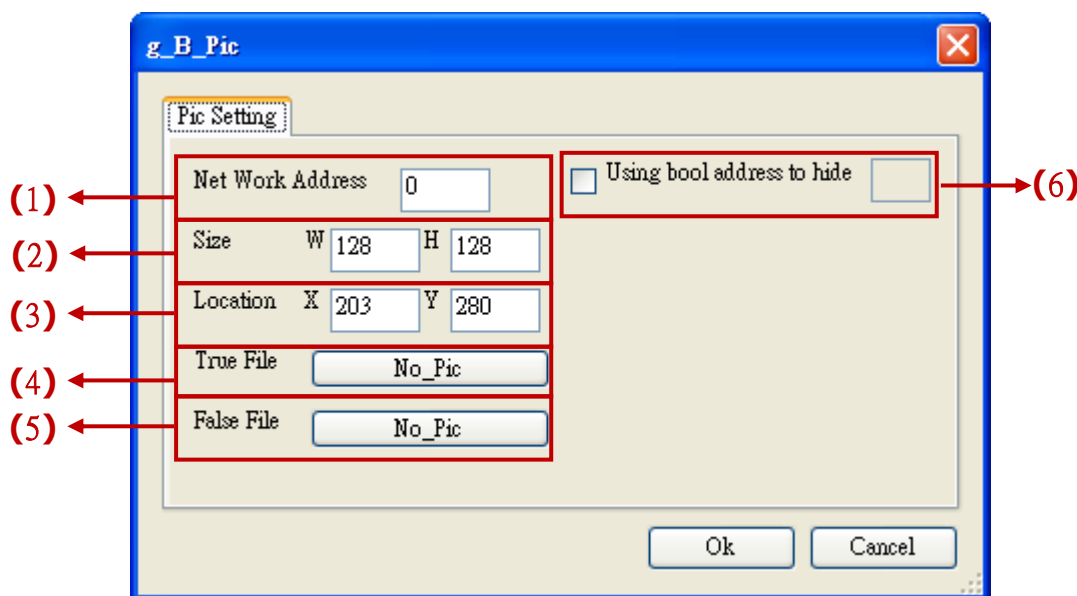 g_B_Pic
Pic Setting
(1) Net Work Address 0
Using bool address to hide (6)
(2) Size W 128 H 128
(3) Location X 203 Y 280
(4) True File No_Pic
(5) False File No_Pic
Ok Cancel